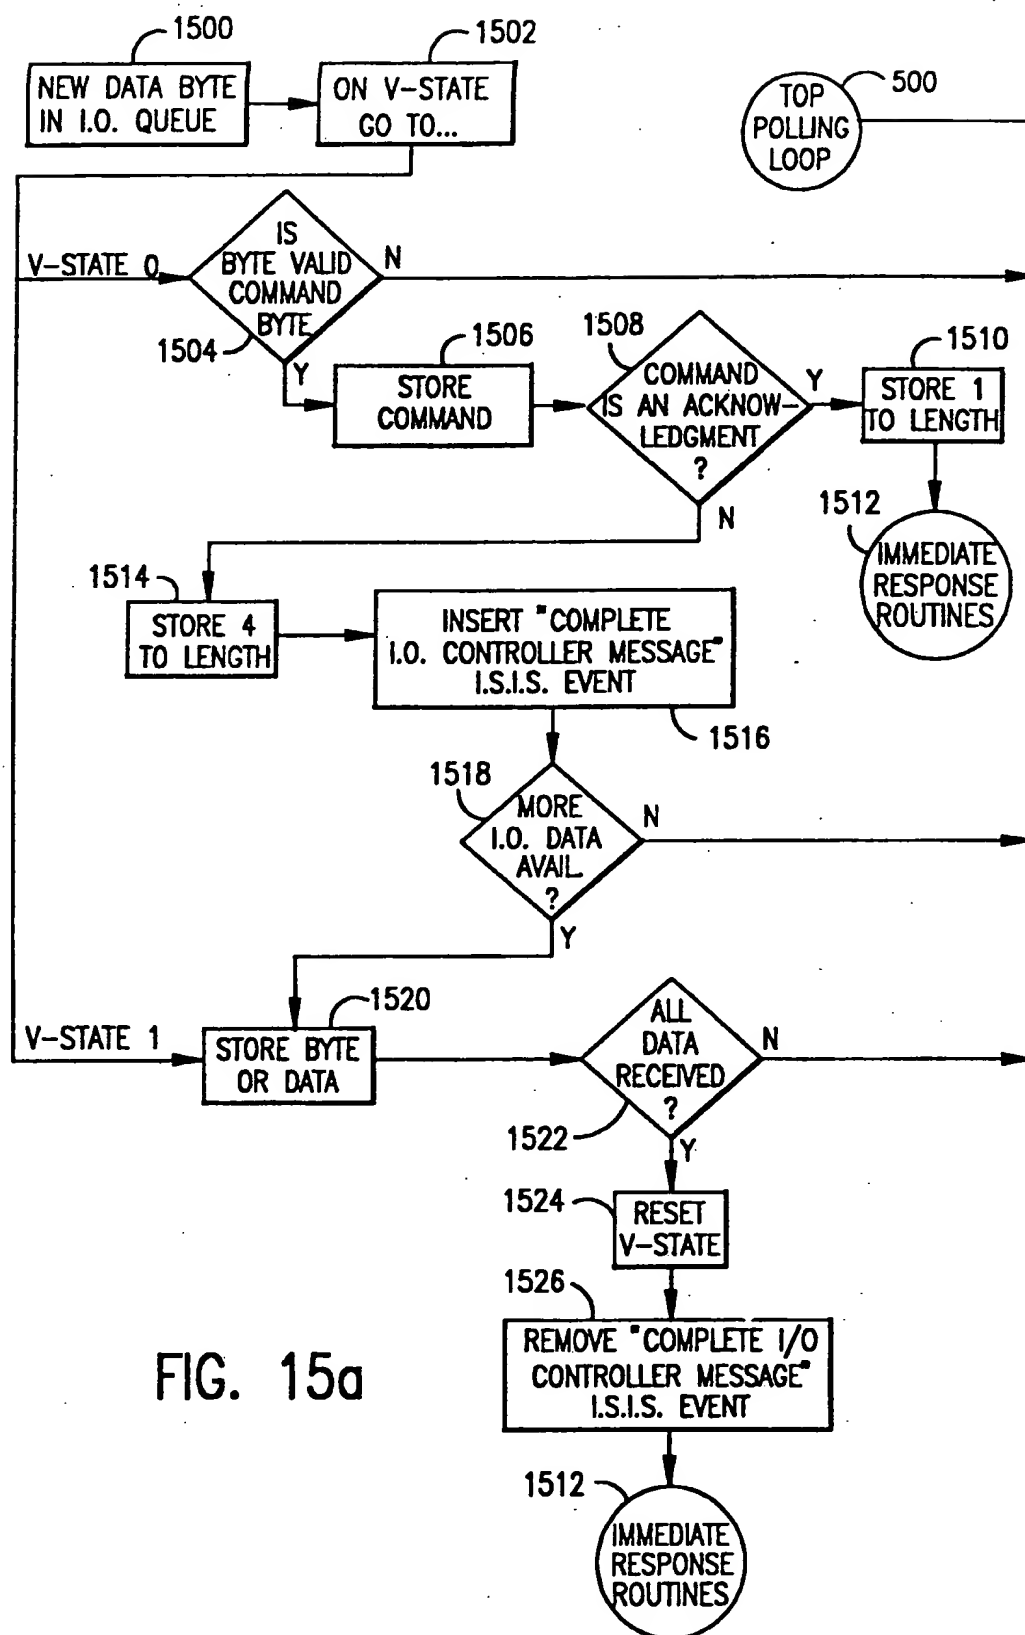 1500
1502
NEW DATA BYTE
IN I.O. QUEUE
ON V-STATE
GO TO...
500
TOP
POLLING
LOOP
V-STATE 0
IS
BYTE VALID
COMMAND
BYTE
N
1504
Y
1506
STORE
COMMAND
1508
COMMAND
IS AN ACKNOW-
LEDGMENT
?
Y
N
1510
STORE 1
TO LENGTH
1512
IMMEDIATE
RESPONSE
ROUTINES
1514
STORE 4
TO LENGTH
INSERT "COMPLETE
I.O. CONTROLLER MESSAGE"
I.S.I.S. EVENT
1516
1518
MORE
I.O. DATA
AVAIL.
?
N
Y
V-STATE 1
1520
STORE BYTE
OR DATA
ALL
DATA
RECEIVED
?
N
1522
Y
1524
RESET
V-STATE
1526
REMOVE "COMPLETE I/O
CONTROLLER MESSAGE"
I.S.I.S. EVENT
FIG. 15a
1512
IMMEDIATE
RESPONSE
ROUTINES